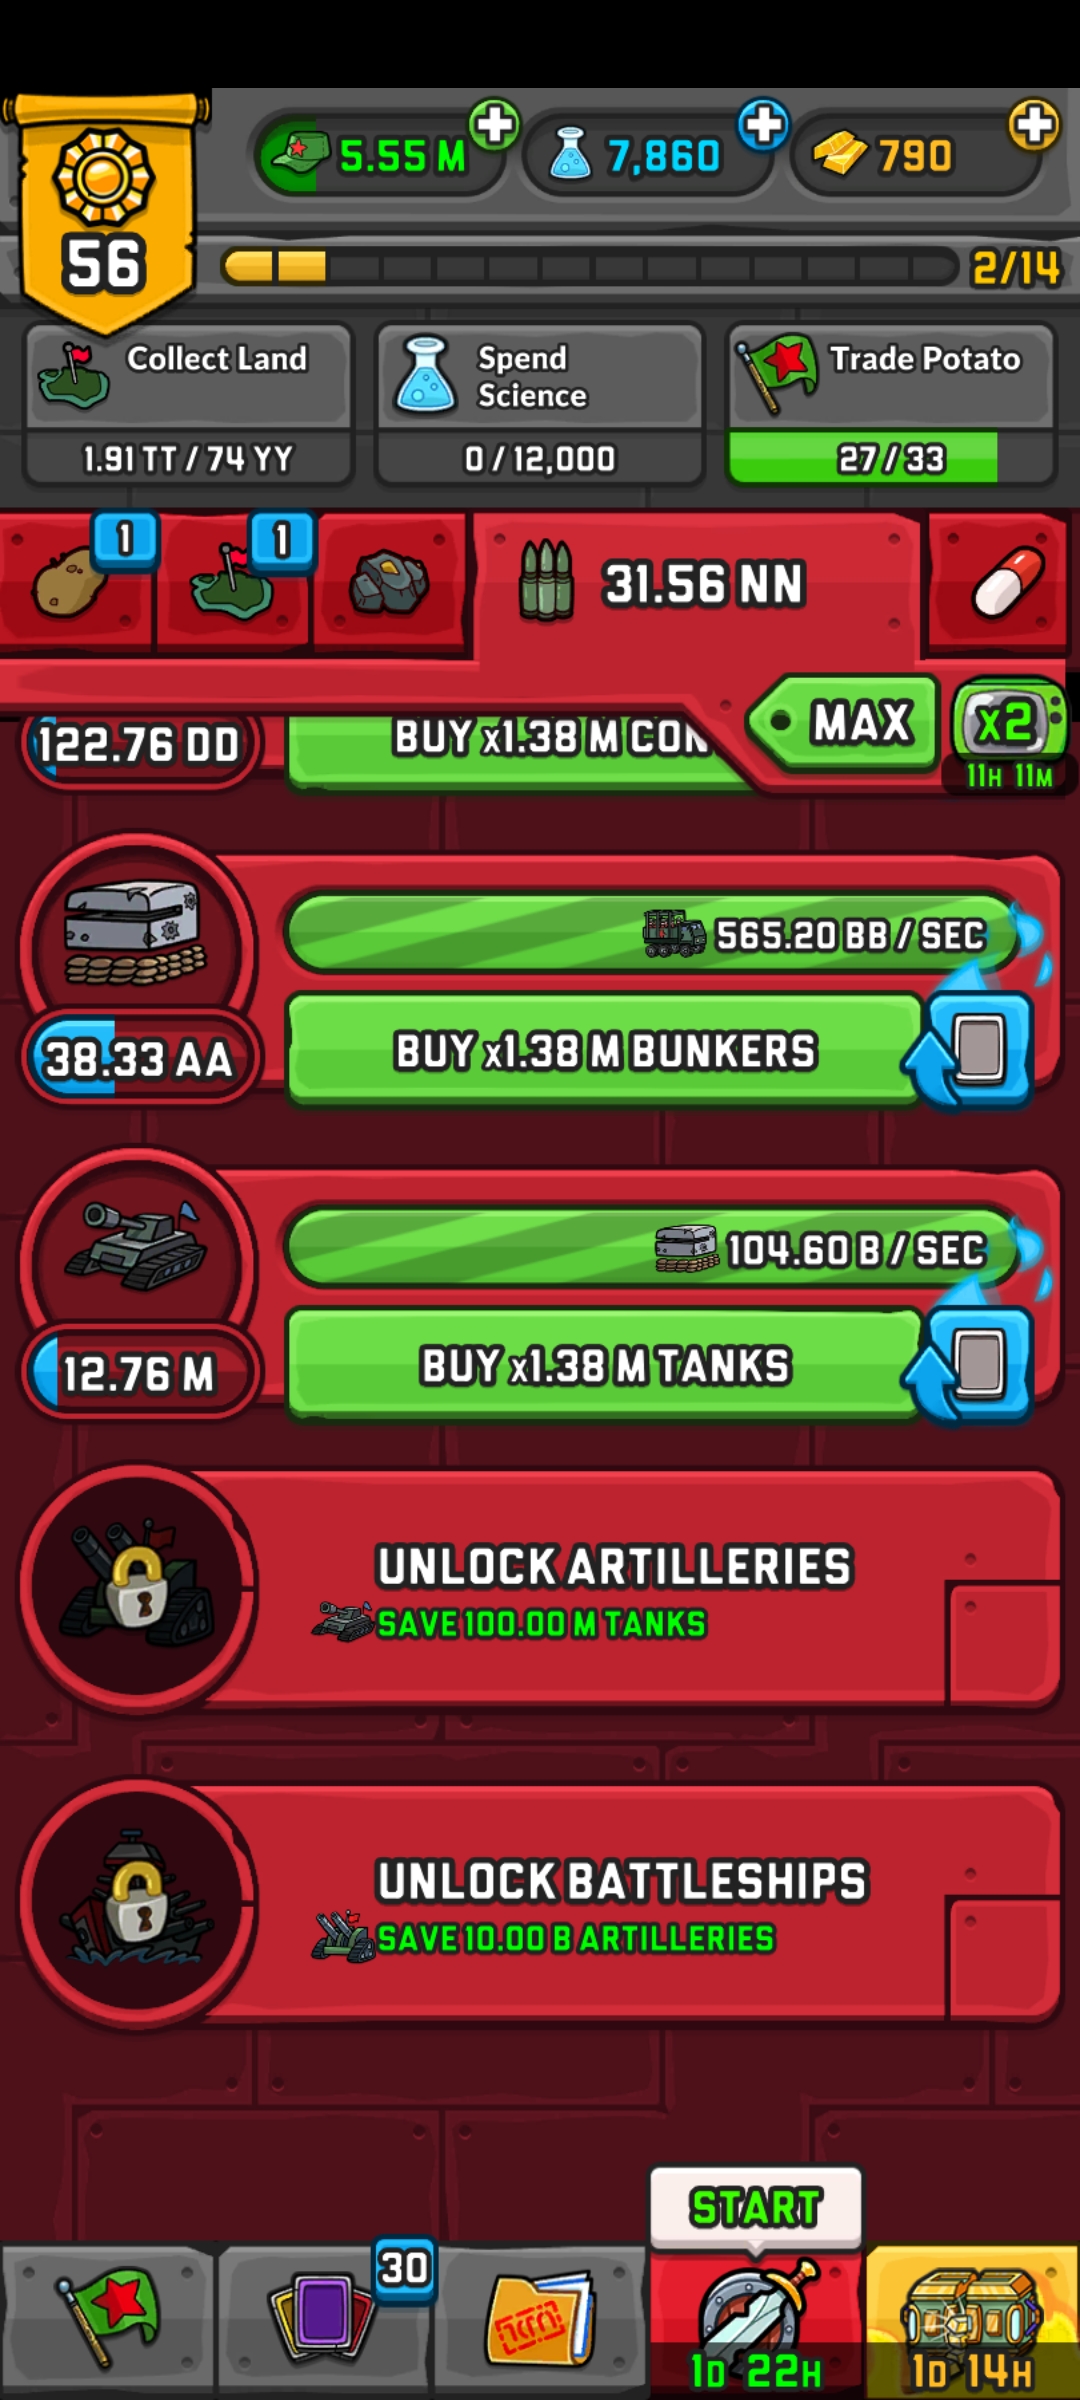 56
5.55 M
7,860
790
2/14
Collect Land
1.91 TT / 74 YY
Spend
Science
0 / 12,000
Trade Potato
27 / 33
1
1
31.56 NN
MAX
x2
11H 11M
122.76 DD
BUY x1.38 M CON
565.20 BB / SEC
38.33 AA
BUY x1.38 M BUNKERS
104.60 B / SEC
12.76 M
BUY x1.38 M TANKS
UNLOCK ARTILLERIES
SAVE 100.00 M TANKS
UNLOCK BATTLESHIPS
SAVE 10.00 B ARTILLERIES
START
30
1D 22H
1D 14H